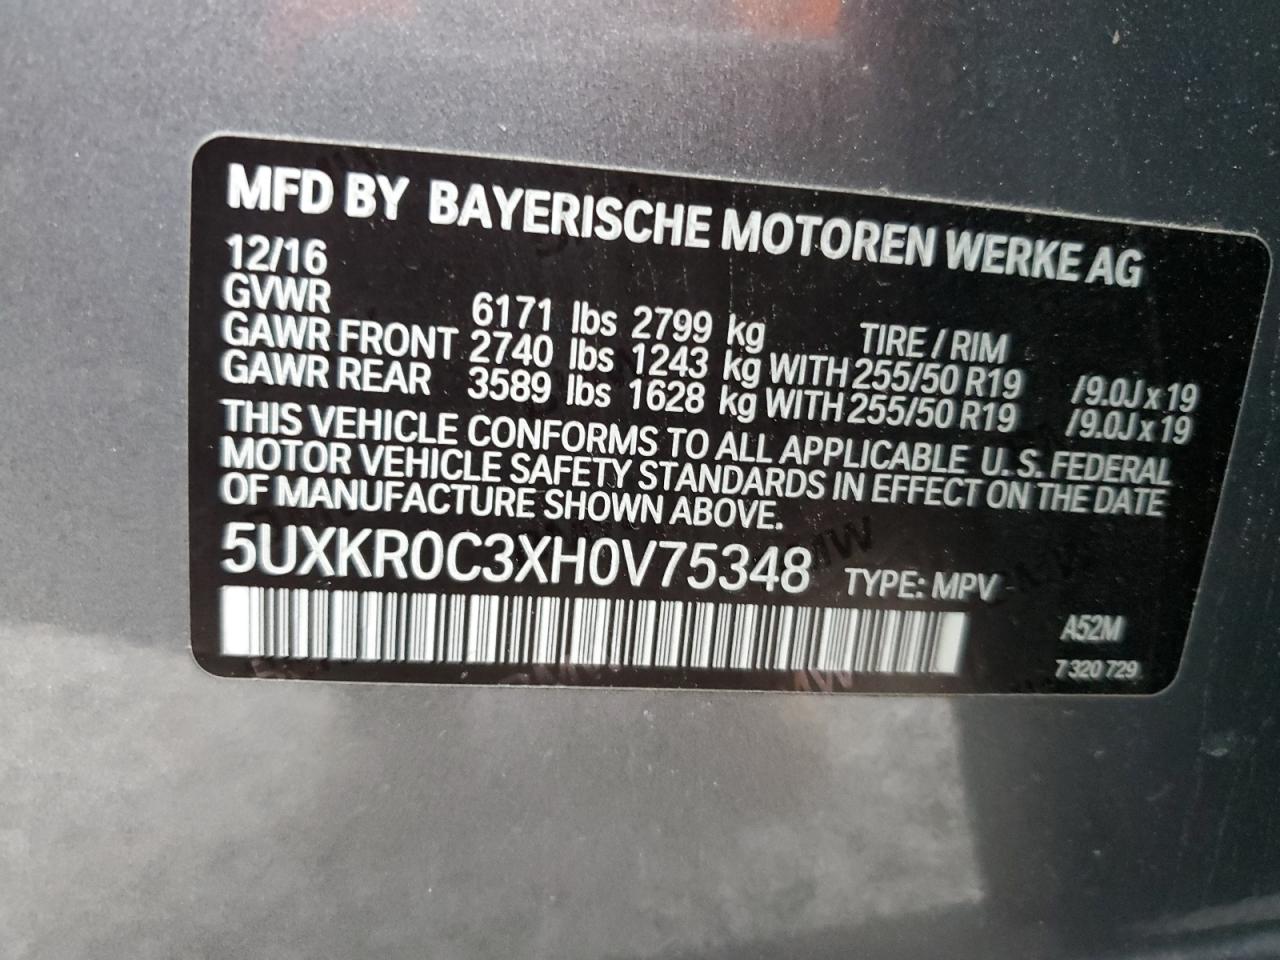 MFD BY BAYERISCHE MOTOREN WERKE AG
12/16
GVWR 6171 lbs 2799 kg TIRE / RIM
GAWR FRONT 2740 lbs 1243 kg WITH 255/50 R19 /9.0J x 19
GAWR REAR 3589 lbs 1628 kg WITH 255/50 R19 /9.0J x 19
THIS VEHICLE CONFORMS TO ALL APPLICABLE U. S. FEDERAL
MOTOR VEHICLE SAFETY STANDARDS IN EFFECT ON THE DATE
OF MANUFACTURE SHOWN ABOVE.
5UXKR0C3XH0V75348 TYPE: MPV
A52M
7 320 729